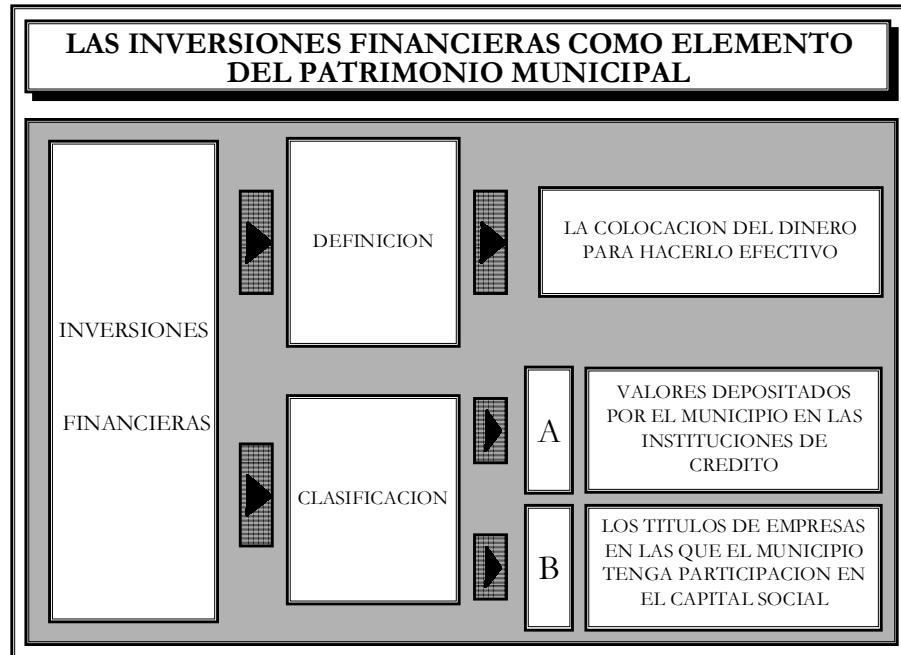 LAS INVERSIONES FINANCIERAS COMO ELEMENTO
DEL PATRIMONIO MUNICIPAL
INVERSIONES
FINANCIERAS
DEFINICION
LA COLOCACION DEL DINERO
PARA HACERLO EFECTIVO
CLASIFICACION
A
VALORES DEPOSITADOS
POR EL MUNICIPIO EN LAS
INSTITUCIONES DE
CREDITO
B
LOS TITULOS DE EMPRESAS
EN LAS QUE EL MUNICIPIO
TENGA PARTICIPACION EN
EL CAPITAL SOCIAL